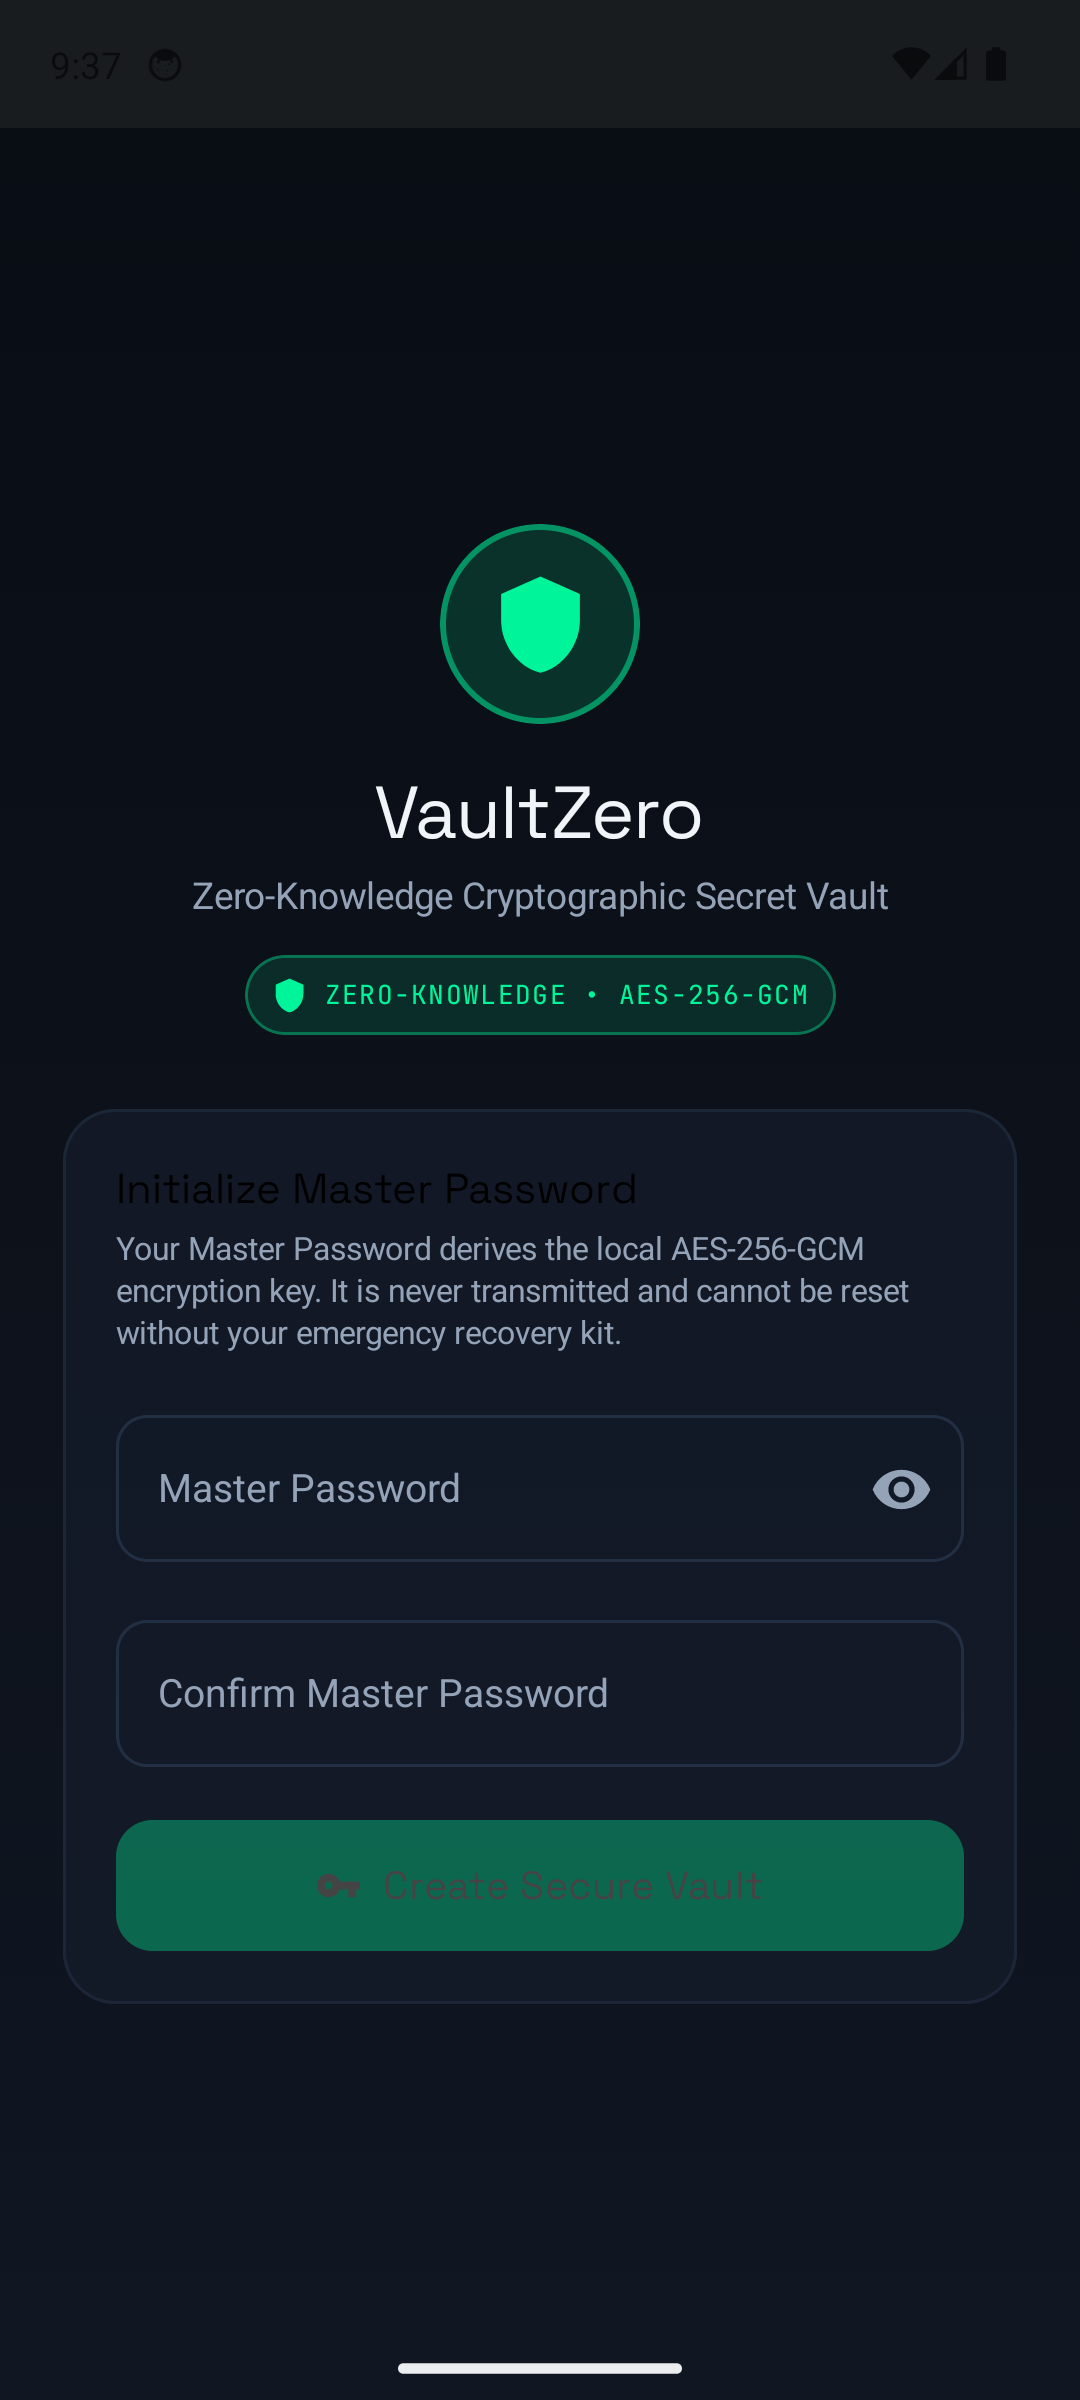 9:37
VaultZero
Zero-Knowledge Cryptographic Secret Vault
ZERO-KNOWLEDGE • AES-256-GCM
Initialize Master Password
Your Master Password derives the local AES-256-GCM
encryption key. It is never transmitted and cannot be reset
without your emergency recovery kit.
Master Password
Confirm Master Password
Create Secure Vault